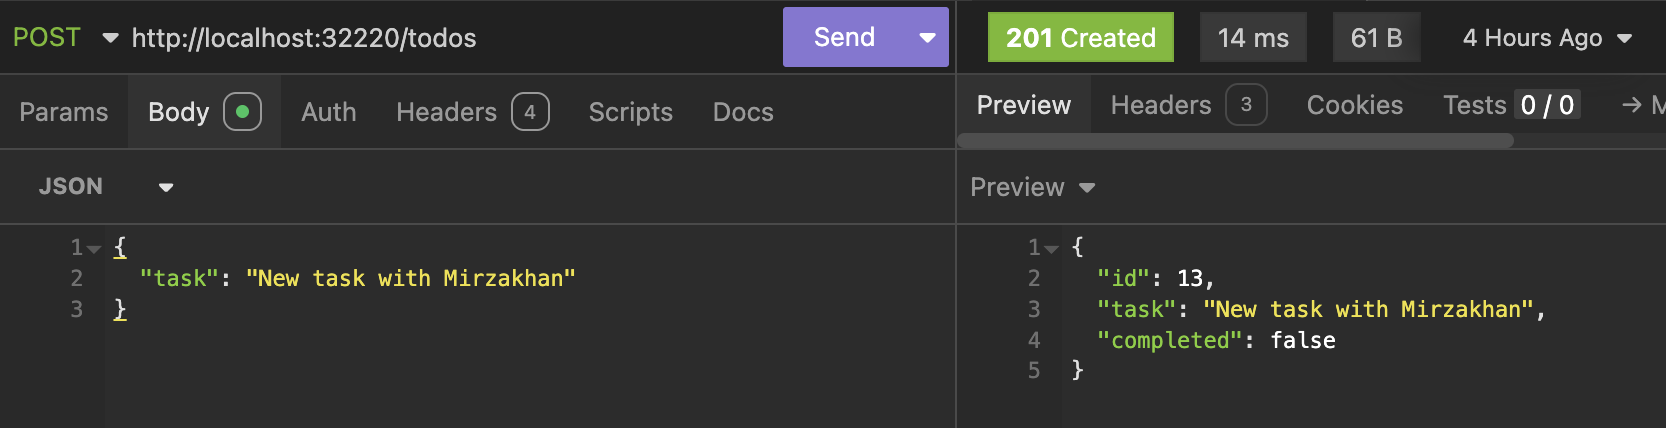 POST http://localhost:32220/todos Send 201 Created 14 ms 61 B 4 Hours Ago
Params Body Auth Headers 4 Scripts Docs Preview Headers 3 Cookies Tests 0 / 0 → M
JSON Preview
1 {
2 "task": "New task with Mirzakhan"
3 }
1 {
2 "id": 13,
3 "task": "New task with Mirzakhan",
4 "completed": false
5 }